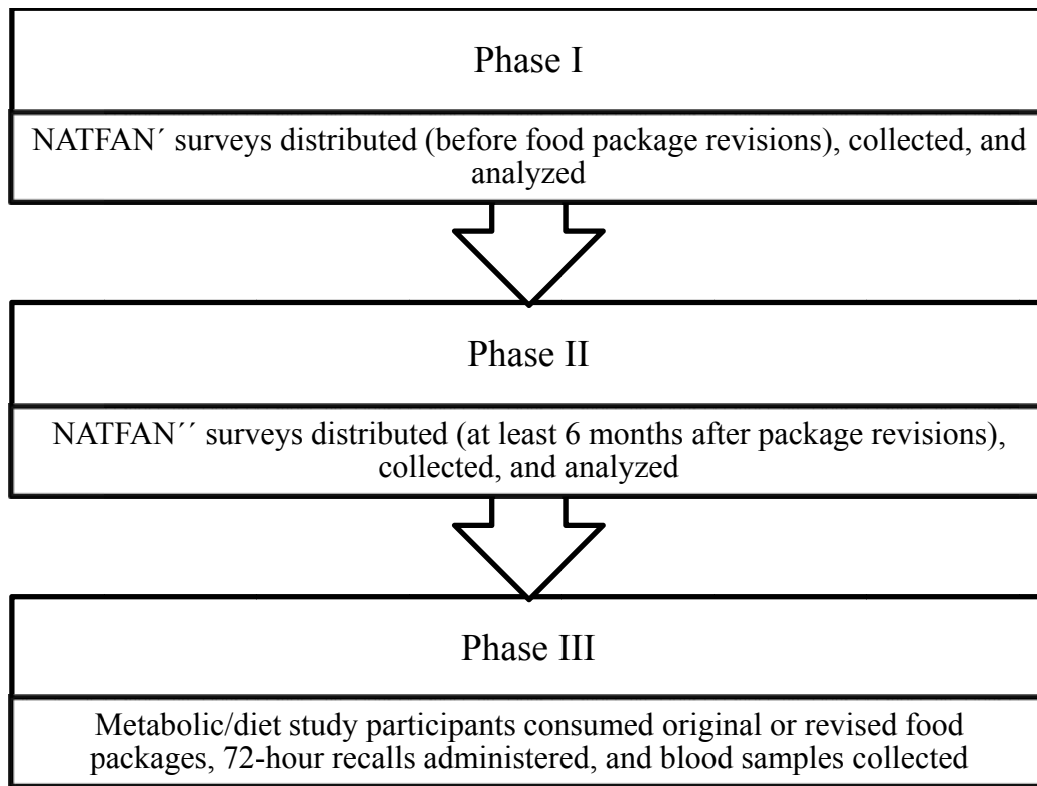 Phase I
NATFAN´ surveys distributed (before food package revisions), collected, and
analyzed
Phase II
NATFAN´´ surveys distributed (at least 6 months after package revisions),
collected, and analyzed
Phase III
Metabolic/diet study participants consumed original or revised food
packages, 72-hour recalls administered, and blood samples collected